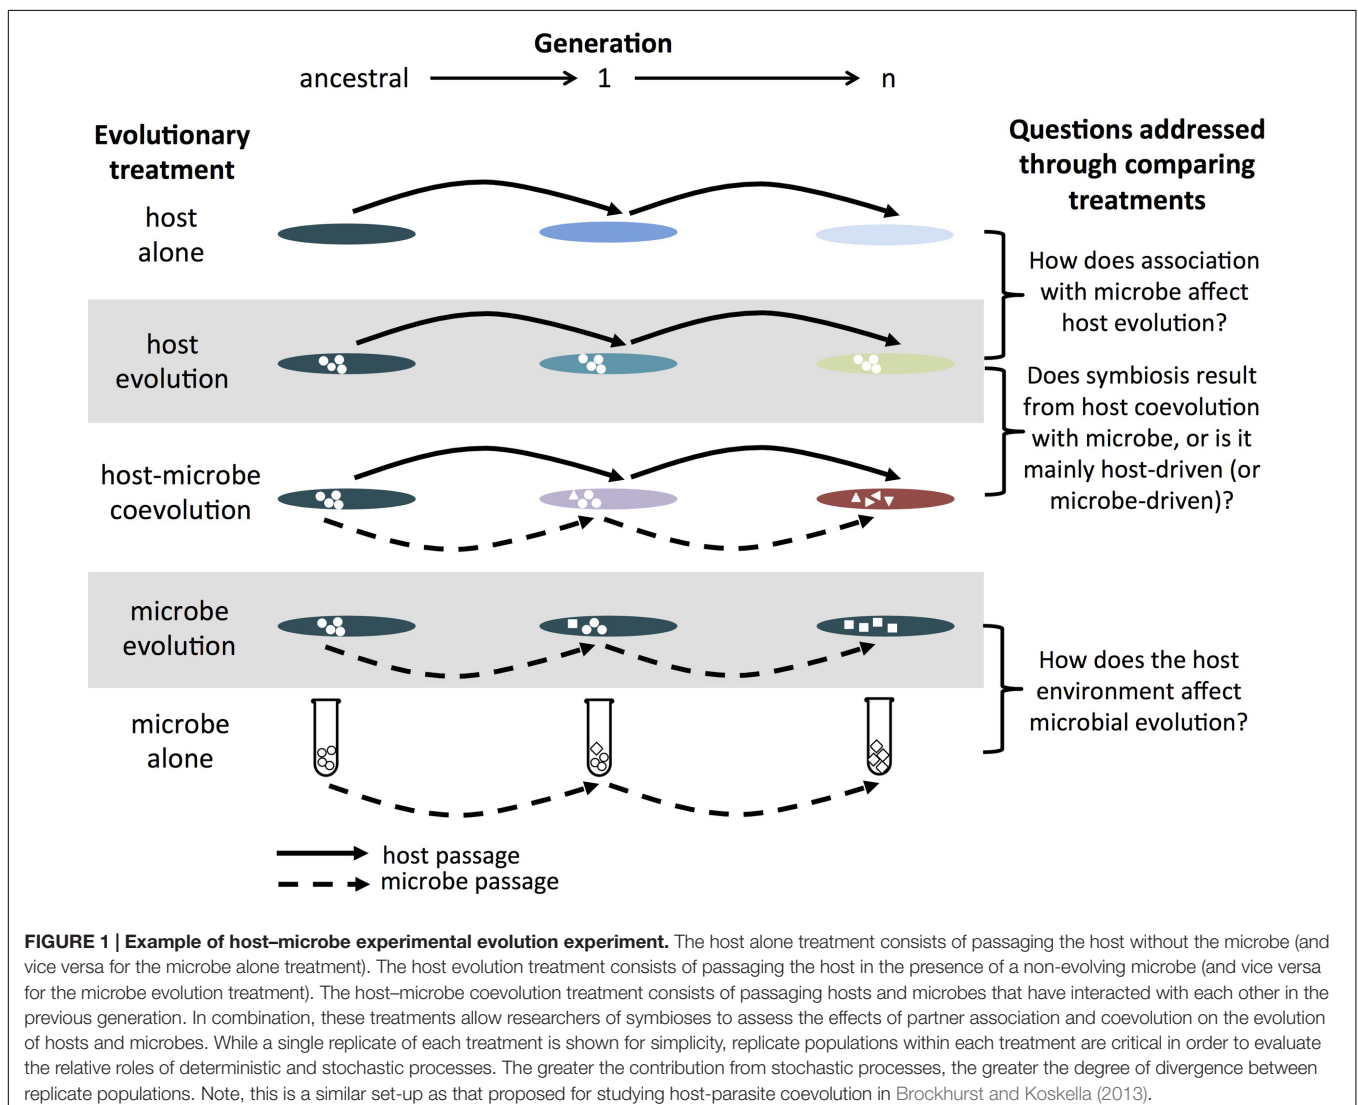 Generation
ancestral 1 n
Evolutionary
treatment
Questions addressed
through comparing
treatments
host
alone
How does association
with microbe affect
host evolution?
host
evolution
Does symbiosis result
from host coevolution
with microbe, or is it
mainly host-driven (or
microbe-driven)?
host-microbe
coevolution
microbe
evolution
How does the host
environment affect
microbial evolution?
microbe
alone
host passage
microbe passage
FIGURE 1 | Example of host–microbe experimental evolution experiment. The host alone treatment consists of passaging the host without the microbe (and
vice versa for the microbe alone treatment). The host evolution treatment consists of passaging the host in the presence of a non-evolving microbe (and vice versa
for the microbe evolution treatment). The host–microbe coevolution treatment consists of passaging hosts and microbes that have interacted with each other in the
previous generation. In combination, these treatments allow researchers of symbioses to assess the effects of partner association and coevolution on the evolution
of hosts and microbes. While a single replicate of each treatment is shown for simplicity, replicate populations within each treatment are critical in order to evaluate
the relative roles of deterministic and stochastic processes. The greater the contribution from stochastic processes, the greater the degree of divergence between
replicate populations. Note, this is a similar set-up as that proposed for studying host-parasite coevolution in Brockhurst and Koskella (2013).